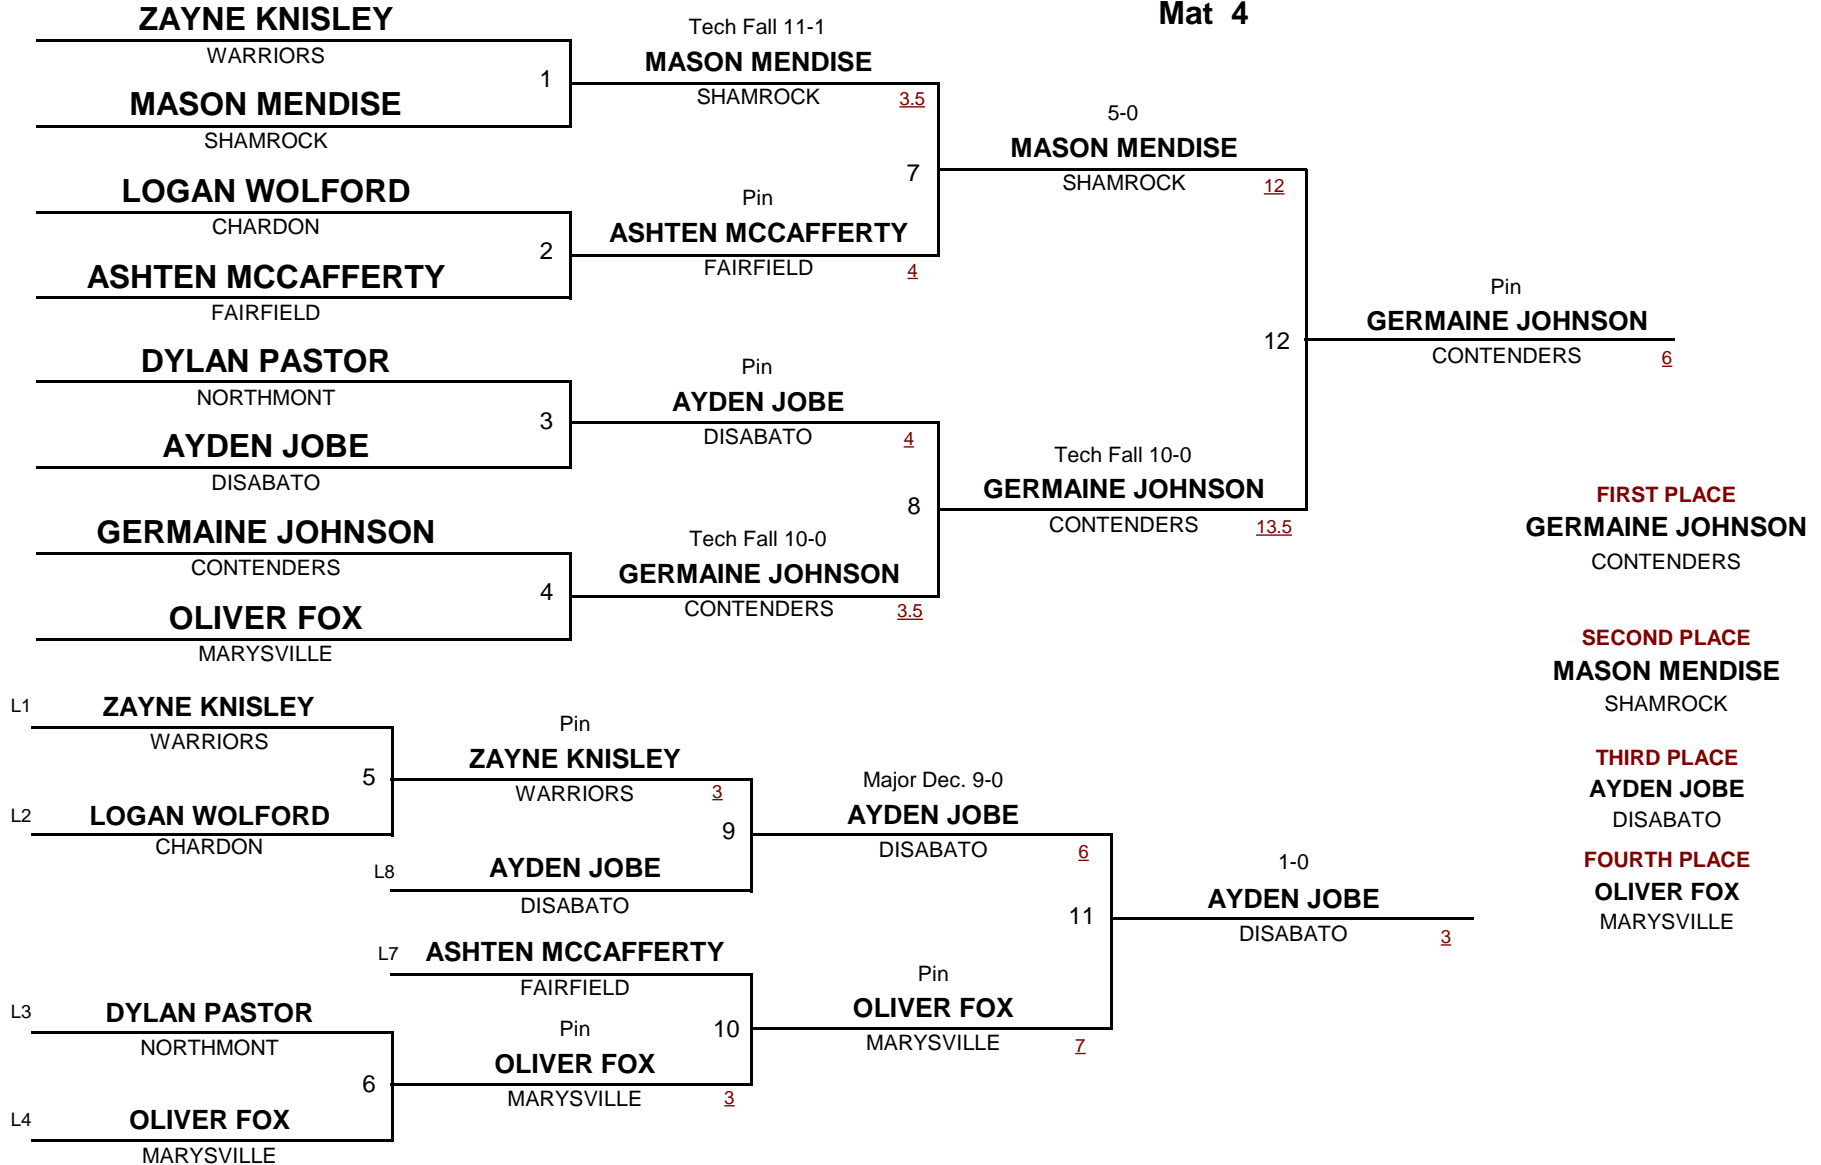 Mat 4
ZAYNE KNISLEY
WARRIORS
1
MASON MENDISE
SHAMROCK
LOGAN WOLFORD
CHARDON
2
ASHTEN MCCAFFERTY
FAIRFIELD
DYLAN PASTOR
NORTHMONT
3
AYDEN JOBE
DISABATO
GERMAINE JOHNSON
CONTENDERS
4
OLIVER FOX
MARYSVILLE
Tech Fall 11-1
MASON MENDISE
SHAMROCK 3.5
7
Pin
ASHTEN MCCAFFERTY
FAIRFIELD 4
Pin
AYDEN JOBE
DISABATO 4
8
Tech Fall 10-0
GERMAINE JOHNSON
CONTENDERS 3.5
5-0
MASON MENDISE
SHAMROCK 12
12
Tech Fall 10-0
GERMAINE JOHNSON
CONTENDERS 13.5
Pin
GERMAINE JOHNSON
CONTENDERS 6
L1 ZAYNE KNISLEY
WARRIORS
5
L2 LOGAN WOLFORD
CHARDON
L3 DYLAN PASTOR
NORTHMONT
6
L4 OLIVER FOX
MARYSVILLE
Pin
ZAYNE KNISLEY
WARRIORS 3
9
L8 AYDEN JOBE
DISABATO
L7 ASHTEN MCCAFFERTY
FAIRFIELD
10
Pin
OLIVER FOX
MARYSVILLE 3
Major Dec. 9-0
AYDEN JOBE
DISABATO 6
11
Pin
OLIVER FOX
MARYSVILLE 7
1-0
AYDEN JOBE
DISABATO 3
FIRST PLACE
GERMAINE JOHNSON
CONTENDERS
SECOND PLACE
MASON MENDISE
SHAMROCK
THIRD PLACE
AYDEN JOBE
DISABATO
FOURTH PLACE
OLIVER FOX
MARYSVILLE